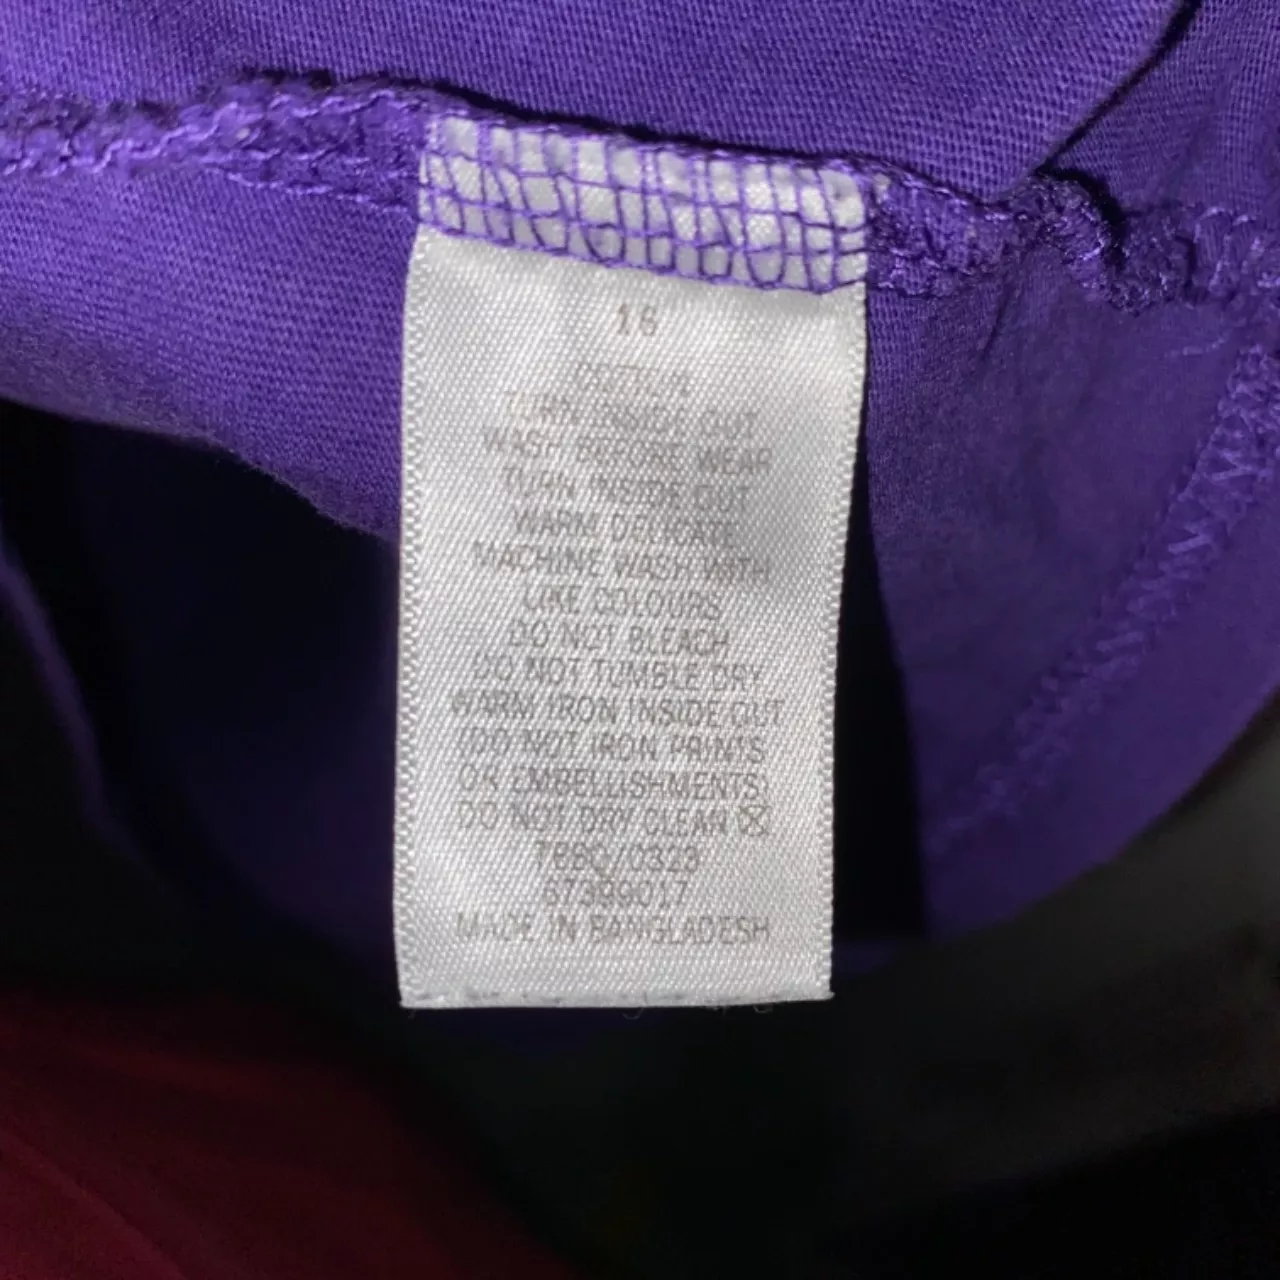 16
COTTON
TURN INSIDE OUT
WASH BEFORE WEAR
TURN INSIDE OUT
WARM DELICATE
MACHINE WASH WITH
LIKE COLOURS
DO NOT BLEACH
DO NOT TUMBLE DRY
WARM IRON INSIDE OUT
(DO NOT IRON PRINTS
OR EMBELLISHMENTS)
DO NOT DRY CLEAN
67399017
MADE IN BANGLADESH